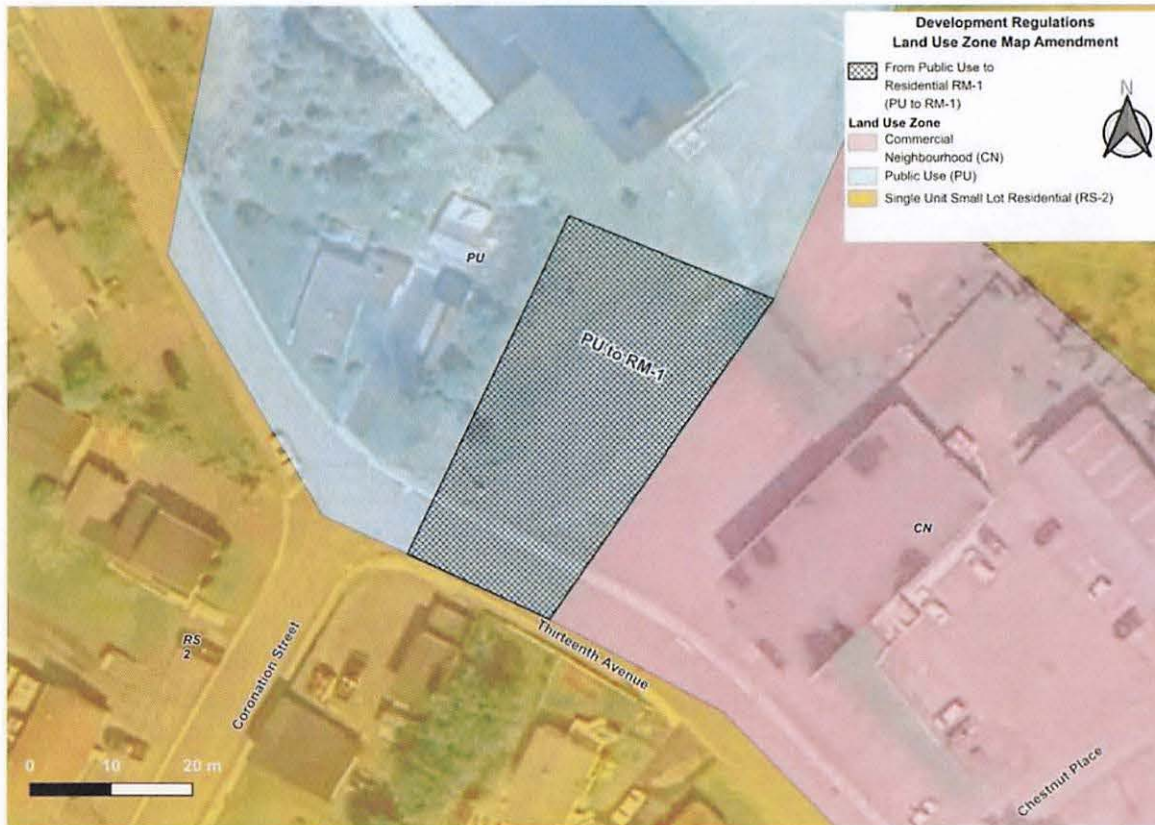 Development Regulations
Land Use Zone Map Amendment
From Public Use to
Residential RM-1
(PU to RM-1)
N
Land Use Zone
Commercial
Neighbourhood (CN)
Public Use (PU)
Single Unit Small Lot Residential (RS-2)
PU
PU to RM-1
CN
RS
2
Coronation Street
Thirteenth Avenue
Chestnut Place
0 10 20 m